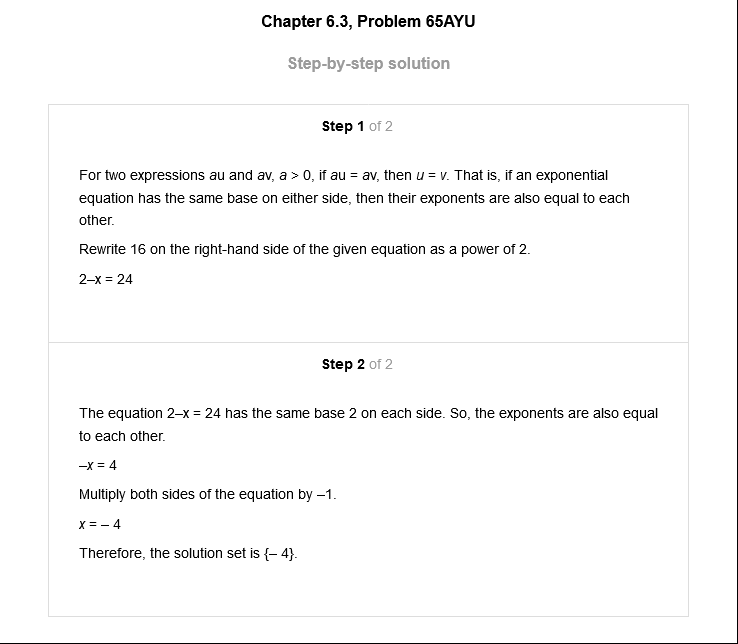 Chapter 6.3, Problem 65AYU
Step-by-step solution
Step 1 of 2
For two expressions au and av, a > 0, if au = av, then u = v. That is, if an exponential
equation has the same base on either side, then their exponents are also equal to each
other.
Rewrite 16 on the right-hand side of the given equation as a power of 2.
2–x = 24
Step 2 of 2
The equation 2–x = 24 has the same base 2 on each side. So, the exponents are also equal
to each other.
–x = 4
Multiply both sides of the equation by –1.
x = – 4
Therefore, the solution set is {– 4}.